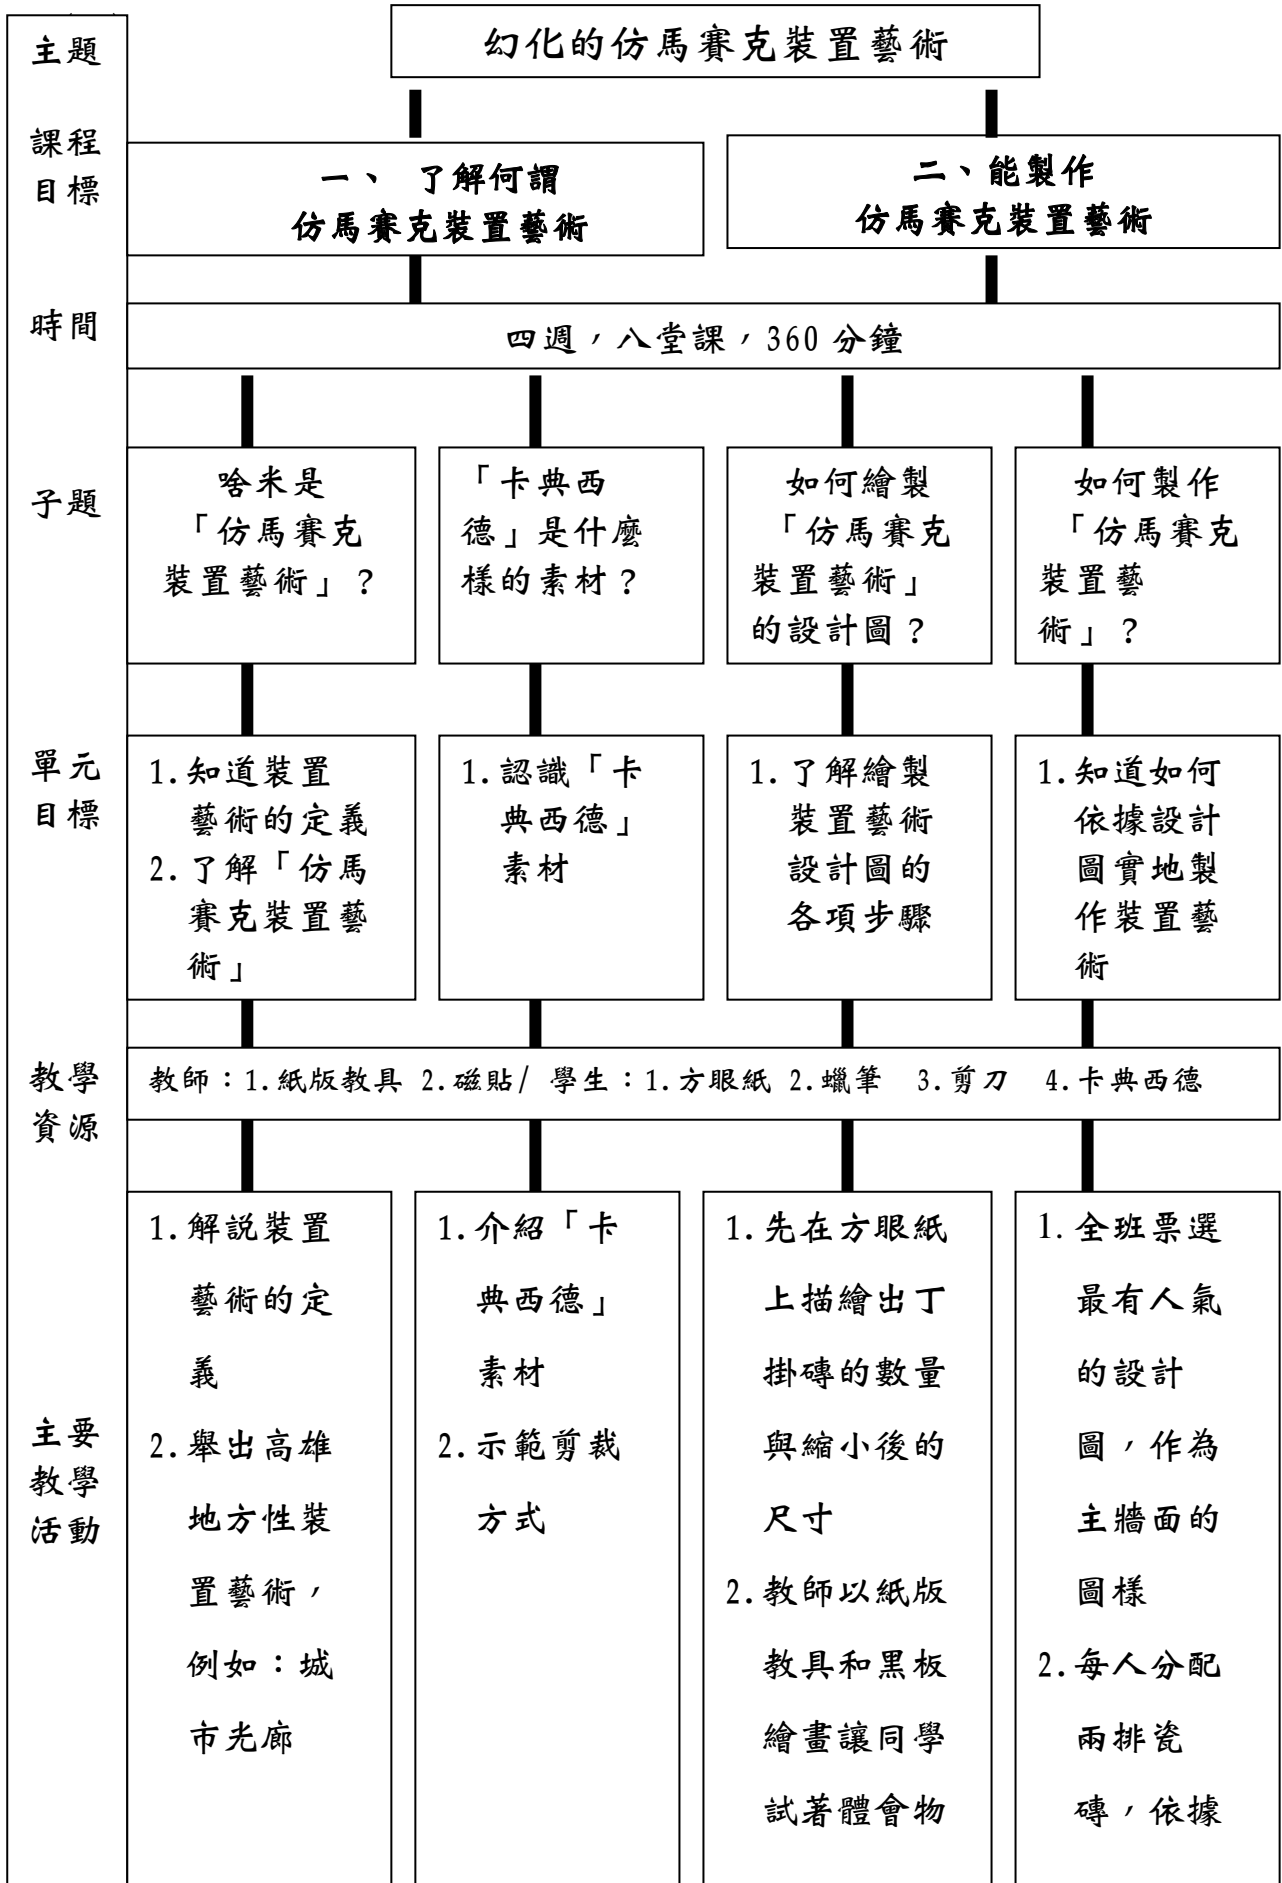 主題
幻化的仿馬賽克裝置藝術
課程
目標
一、 了解何謂
仿馬賽克裝置藝術
二、能製作
仿馬賽克裝置藝術
時間
四週，八堂課，360 分鐘
子題
啥米是
「仿馬賽克
裝置藝術」？
「卡典西
德」是什麼
樣的素材？
如何繪製
「仿馬賽克
裝置藝術」
的設計圖？
如何製作
「仿馬賽克
裝置藝
術」？
單元
目標
1.知道裝置
藝術的定義
2.了解「仿馬
賽克裝置藝
術」
1.認識「卡
典西德」
素材
1.了解繪製
裝置藝術
設計圖的
各項步驟
1.知道如何
依據設計
圖實地製
作裝置藝
術
教學
資源
教師：1.紙版教具 2.磁貼/ 學生：1.方眼紙 2.蠟筆 3.剪刀 4.卡典西德
主要
教學
活動
1.解說裝置
藝術的定
義
2.舉出高雄
地方性裝
置藝術，
例如：城
市光廊
1.介紹「卡
典西德」
素材
2.示範剪裁
方式
1.先在方眼紙
上描繪出丁
掛磚的數量
與縮小後的
尺寸
2.教師以紙版
教具和黑板
繪畫讓同學
試著體會物
1.全班票選
最有人氣
的設計
圖，作為
主牆面的
圖樣
2.每人分配
兩排瓷
磚，依據